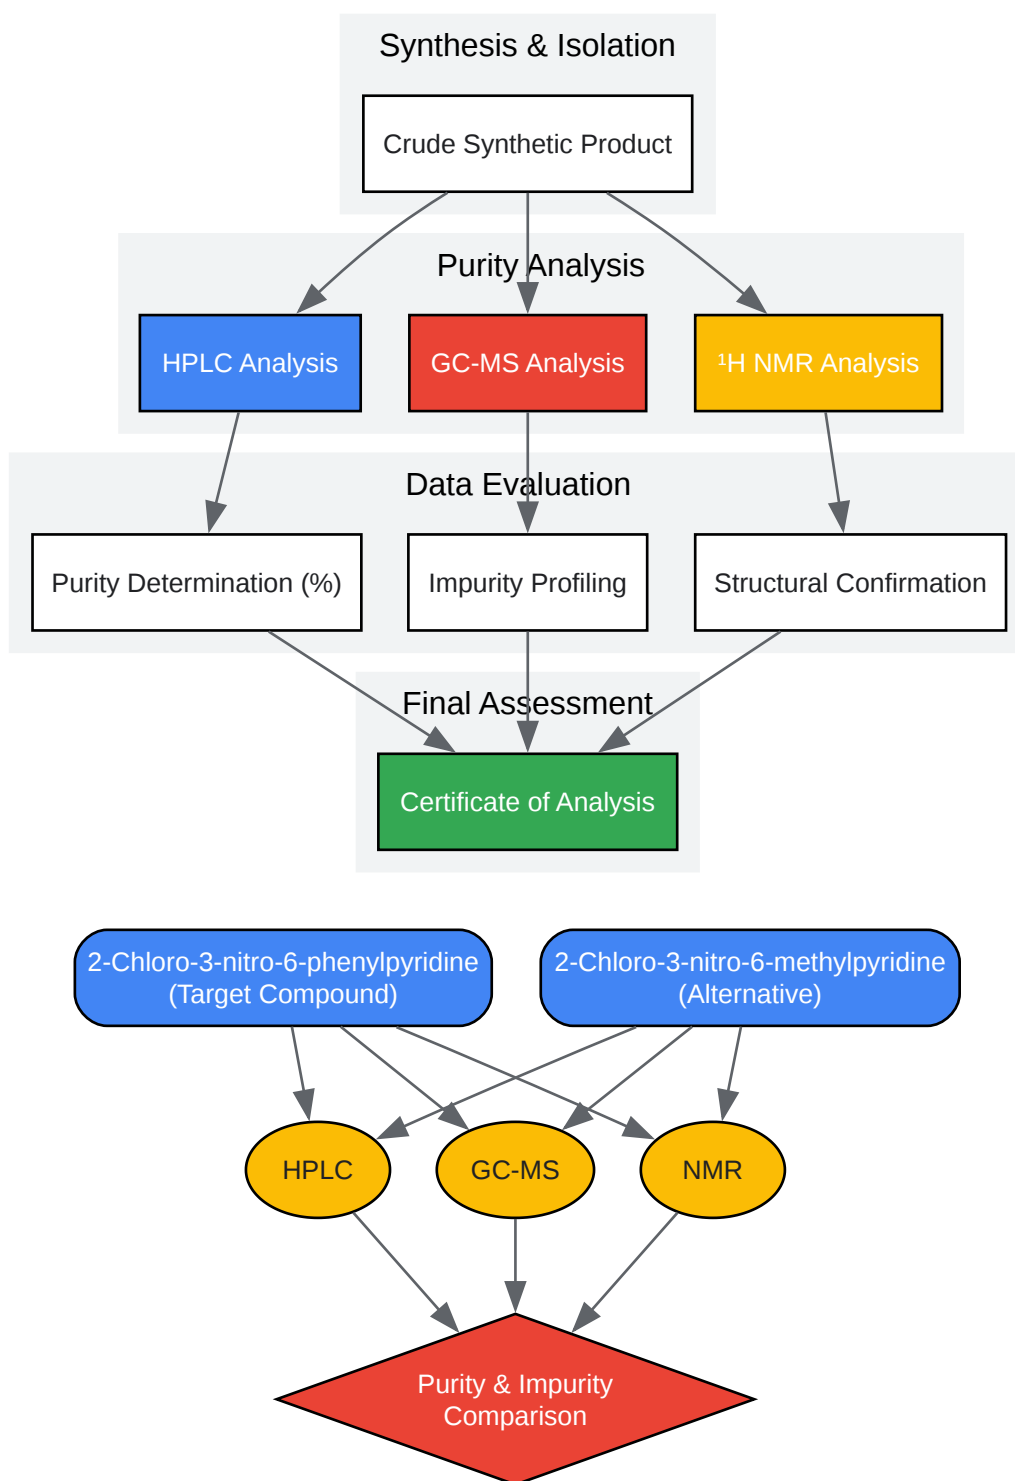 Synthesis & Isolation
Crude Synthetic Product
Purity Analysis
HPLC Analysis
GC-MS Analysis
¹H NMR Analysis
Data Evaluation
Purity Determination (%)
Impurity Profiling
Structural Confirmation
Final Assessment
Certificate of Analysis
2-Chloro-3-nitro-6-phenylpyridine
(Target Compound)
2-Chloro-3-nitro-6-methylpyridine
(Alternative)
HPLC
GC-MS
NMR
Purity & Impurity
Comparison